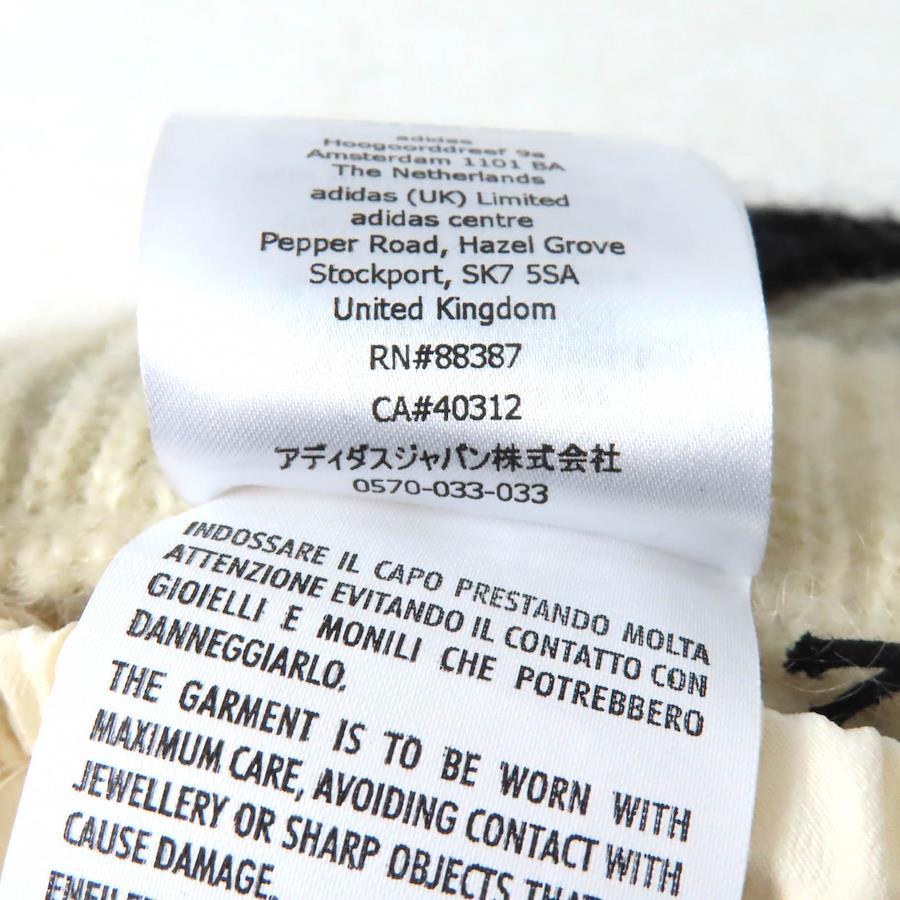 adidas
Hoogoorddreef 9a
Amsterdam 1101 BA
The Netherlands
adidas (UK) Limited
adidas centre
Pepper Road, Hazel Grove
Stockport, SK7 5SA
United Kingdom
RN#88387
CA#40312
アディダスジャパン株式会社
0570-033-033
INDOSSARE IL CAPO PRESTANDO MOLTA
ATTENZIONE EVITANDO IL CONTATTO CON
GIOIELLI E MONILI CHE POTREBBERO
DANNEGGIARLO.
THE GARMENT IS TO BE WORN WITH
MAXIMUM CARE, AVOIDING CONTACT WITH
JEWELLERY OR SHARP OBJECTS
CAUSE DAMAGE.